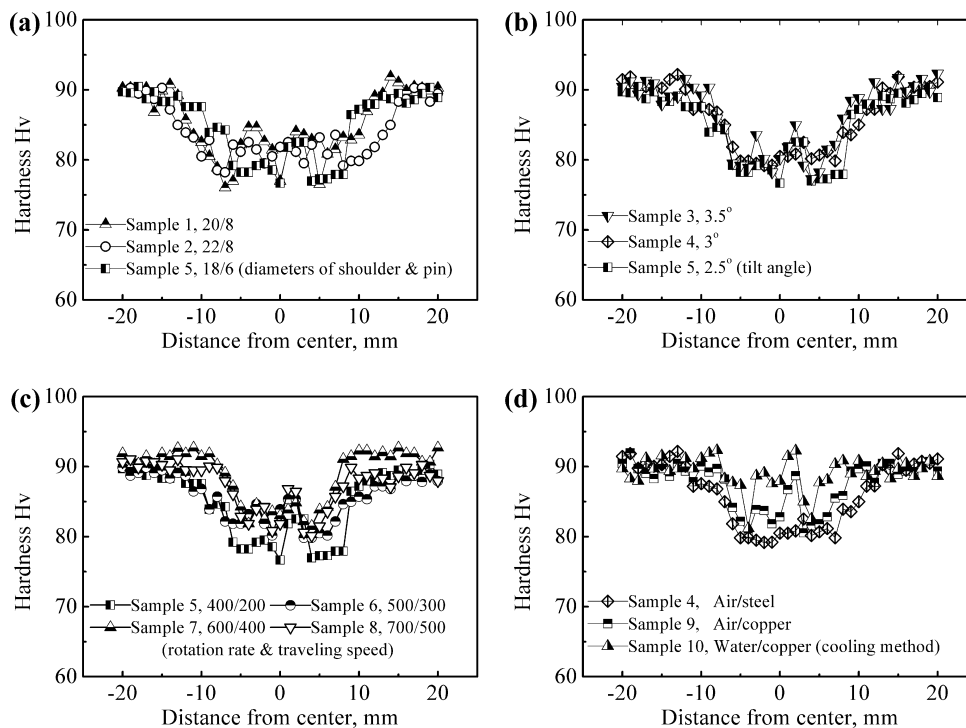 (a)
100
90
80
70
60
Hardness Hv
Sample 1, 20/8
Sample 2, 22/8
Sample 5, 18/6 (diameters of shoulder & pin)
-20 -10 0 10 20
Distance from center, mm
(b)
100
90
80
70
60
Hardness Hv
Sample 3, 3.5o
Sample 4, 3o
Sample 5, 2.5o (tilt angle)
-20 -10 0 10 20
Distance from center, mm
(c)
100
90
80
70
60
Hardness Hv
Sample 5, 400/200 Sample 6, 500/300
Sample 7, 600/400 Sample 8, 700/500
(rotation rate & traveling speed)
-20 -10 0 10 20
Distance from center, mm
(d)
100
90
80
70
60
Hardness Hv
Sample 4, Air/steel
Sample 9, Air/copper
Sample 10, Water/copper (cooling method)
-20 -10 0 10 20
Distance from center, mm